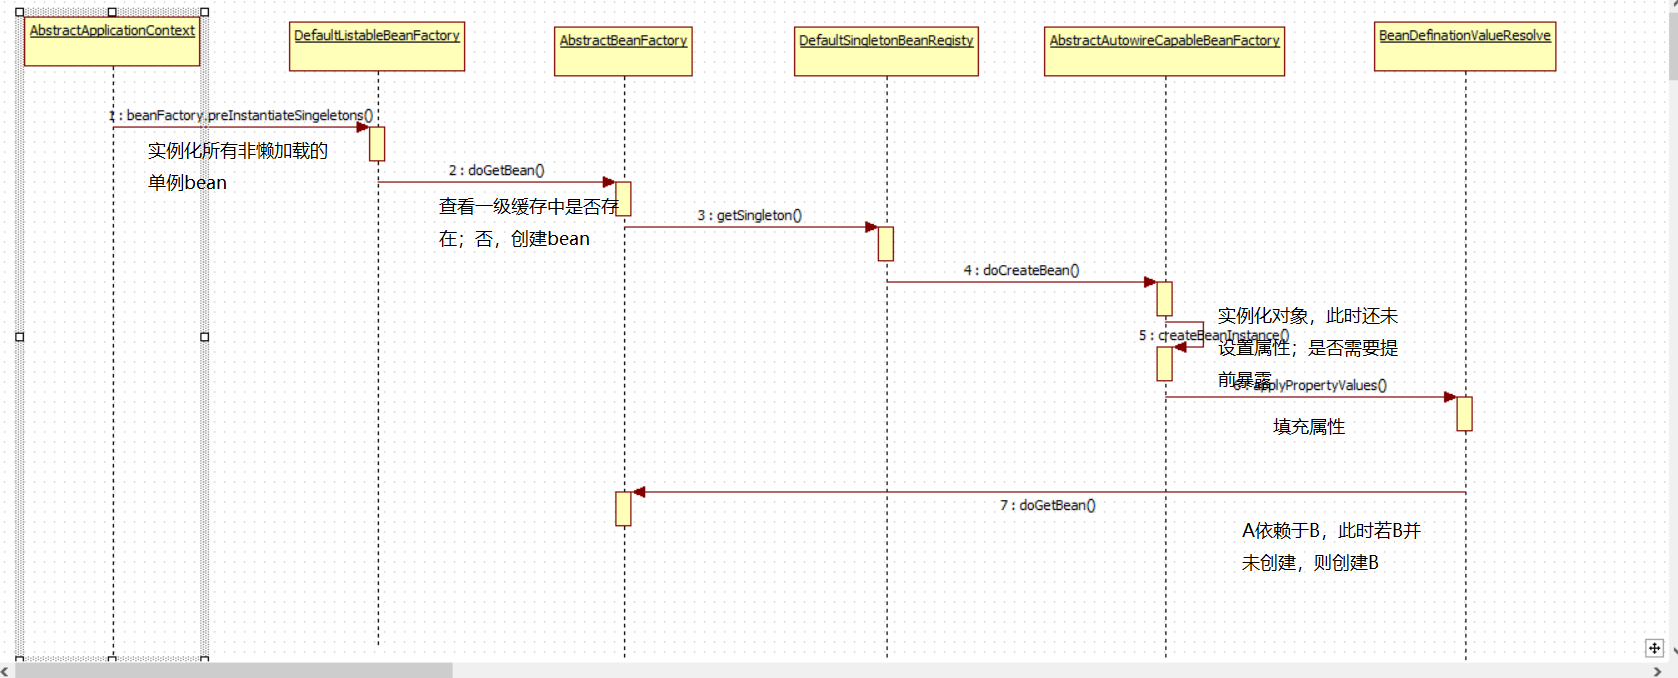 AbstractApplicationContext
DefaultListableBeanFactory
AbstractBeanFactory
DefaultSingletonBeanRegisty
AbstractAutowireCapableBeanFactory
BeanDefinationValueResolve
1 : beanFactory.preInstantiateSingeletons()
实例化所有非懒加载的
单例bean
2 : doGetBean()
查看一级缓存中是否存
在；否，创建bean
3 : getSingleton()
4 : doCreateBean()
5 : createBeanInstance()
实例化对象，此时还未
设置属性；是否需要提
前暴露
6 : applyPropertyValues()
填充属性
7 : doGetBean()
A依赖于B，此时若B并
未创建，则创建B